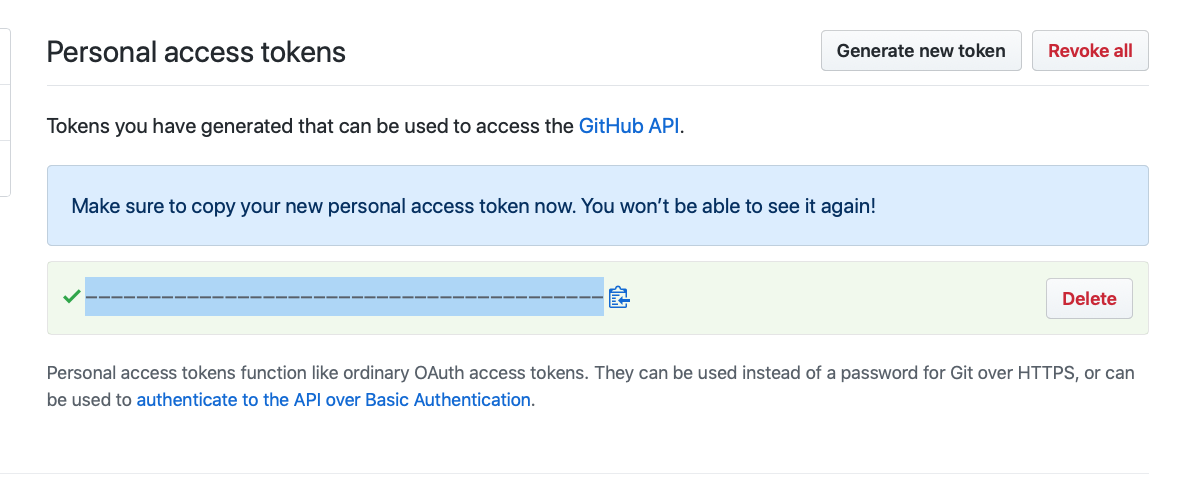 Personal access tokens
Generate new token
Revoke all
Tokens you have generated that can be used to access the GitHub API.
Make sure to copy your new personal access token now. You won’t be able to see it again!
Delete
Personal access tokens function like ordinary OAuth access tokens. They can be used instead of a password for Git over HTTPS, or can
be used to authenticate to the API over Basic Authentication.